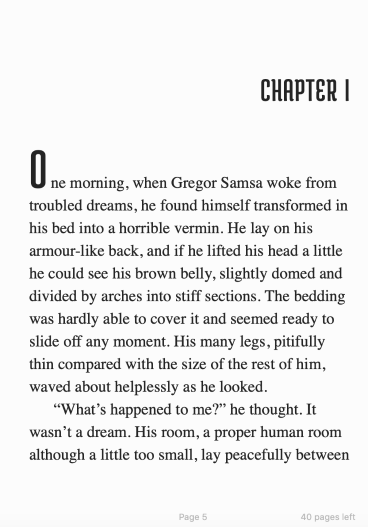 CHAPTER I
One morning, when Gregor Samsa woke from
troubled dreams, he found himself transformed in
his bed into a horrible vermin. He lay on his
armour-like back, and if he lifted his head a little
he could see his brown belly, slightly domed and
divided by arches into stiff sections. The bedding
was hardly able to cover it and seemed ready to
slide off any moment. His many legs, pitifully
thin compared with the size of the rest of him,
waved about helplessly as he looked.
“What’s happened to me?” he thought. It
wasn’t a dream. His room, a proper human room
although a little too small, lay peacefully between
Page 5
40 pages left